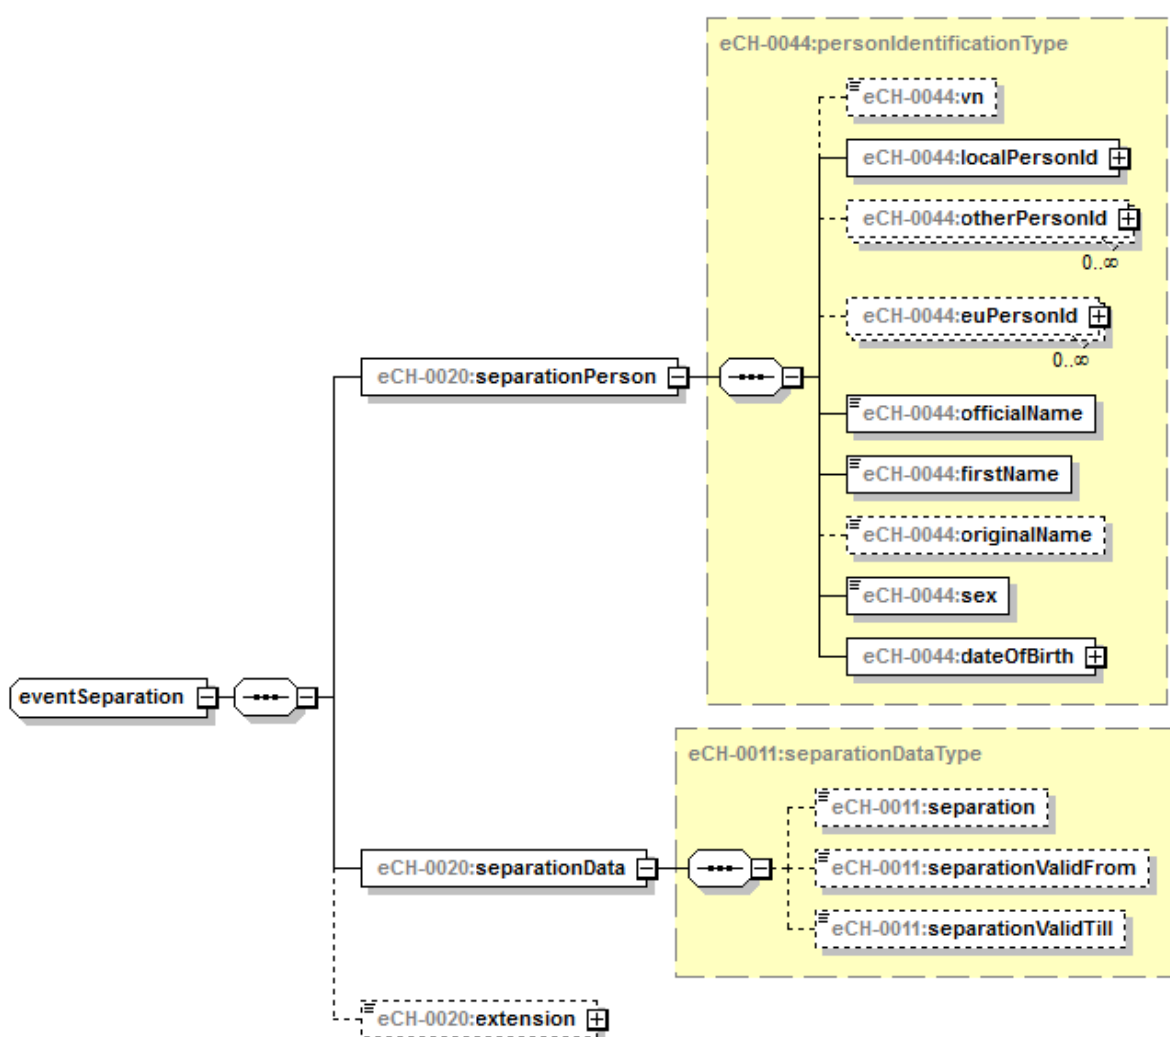 eCH-0044:personIdentificationType
eCH-0044:vn
eCH-0044:localPersonId
eCH-0044:otherPersonId
0..∞
eCH-0044:euPersonId
0..∞
eCH-0020:separationPerson
eCH-0044:officialName
eCH-0044:firstName
eCH-0044:originalName
eCH-0044:sex
eCH-0044:dateOfBirth
eventSeparation
eCH-0011:separationDataType
eCH-0011:separation
eCH-0020:separationData
eCH-0011:separationValidFrom
eCH-0011:separationValidTill
eCH-0020:extension